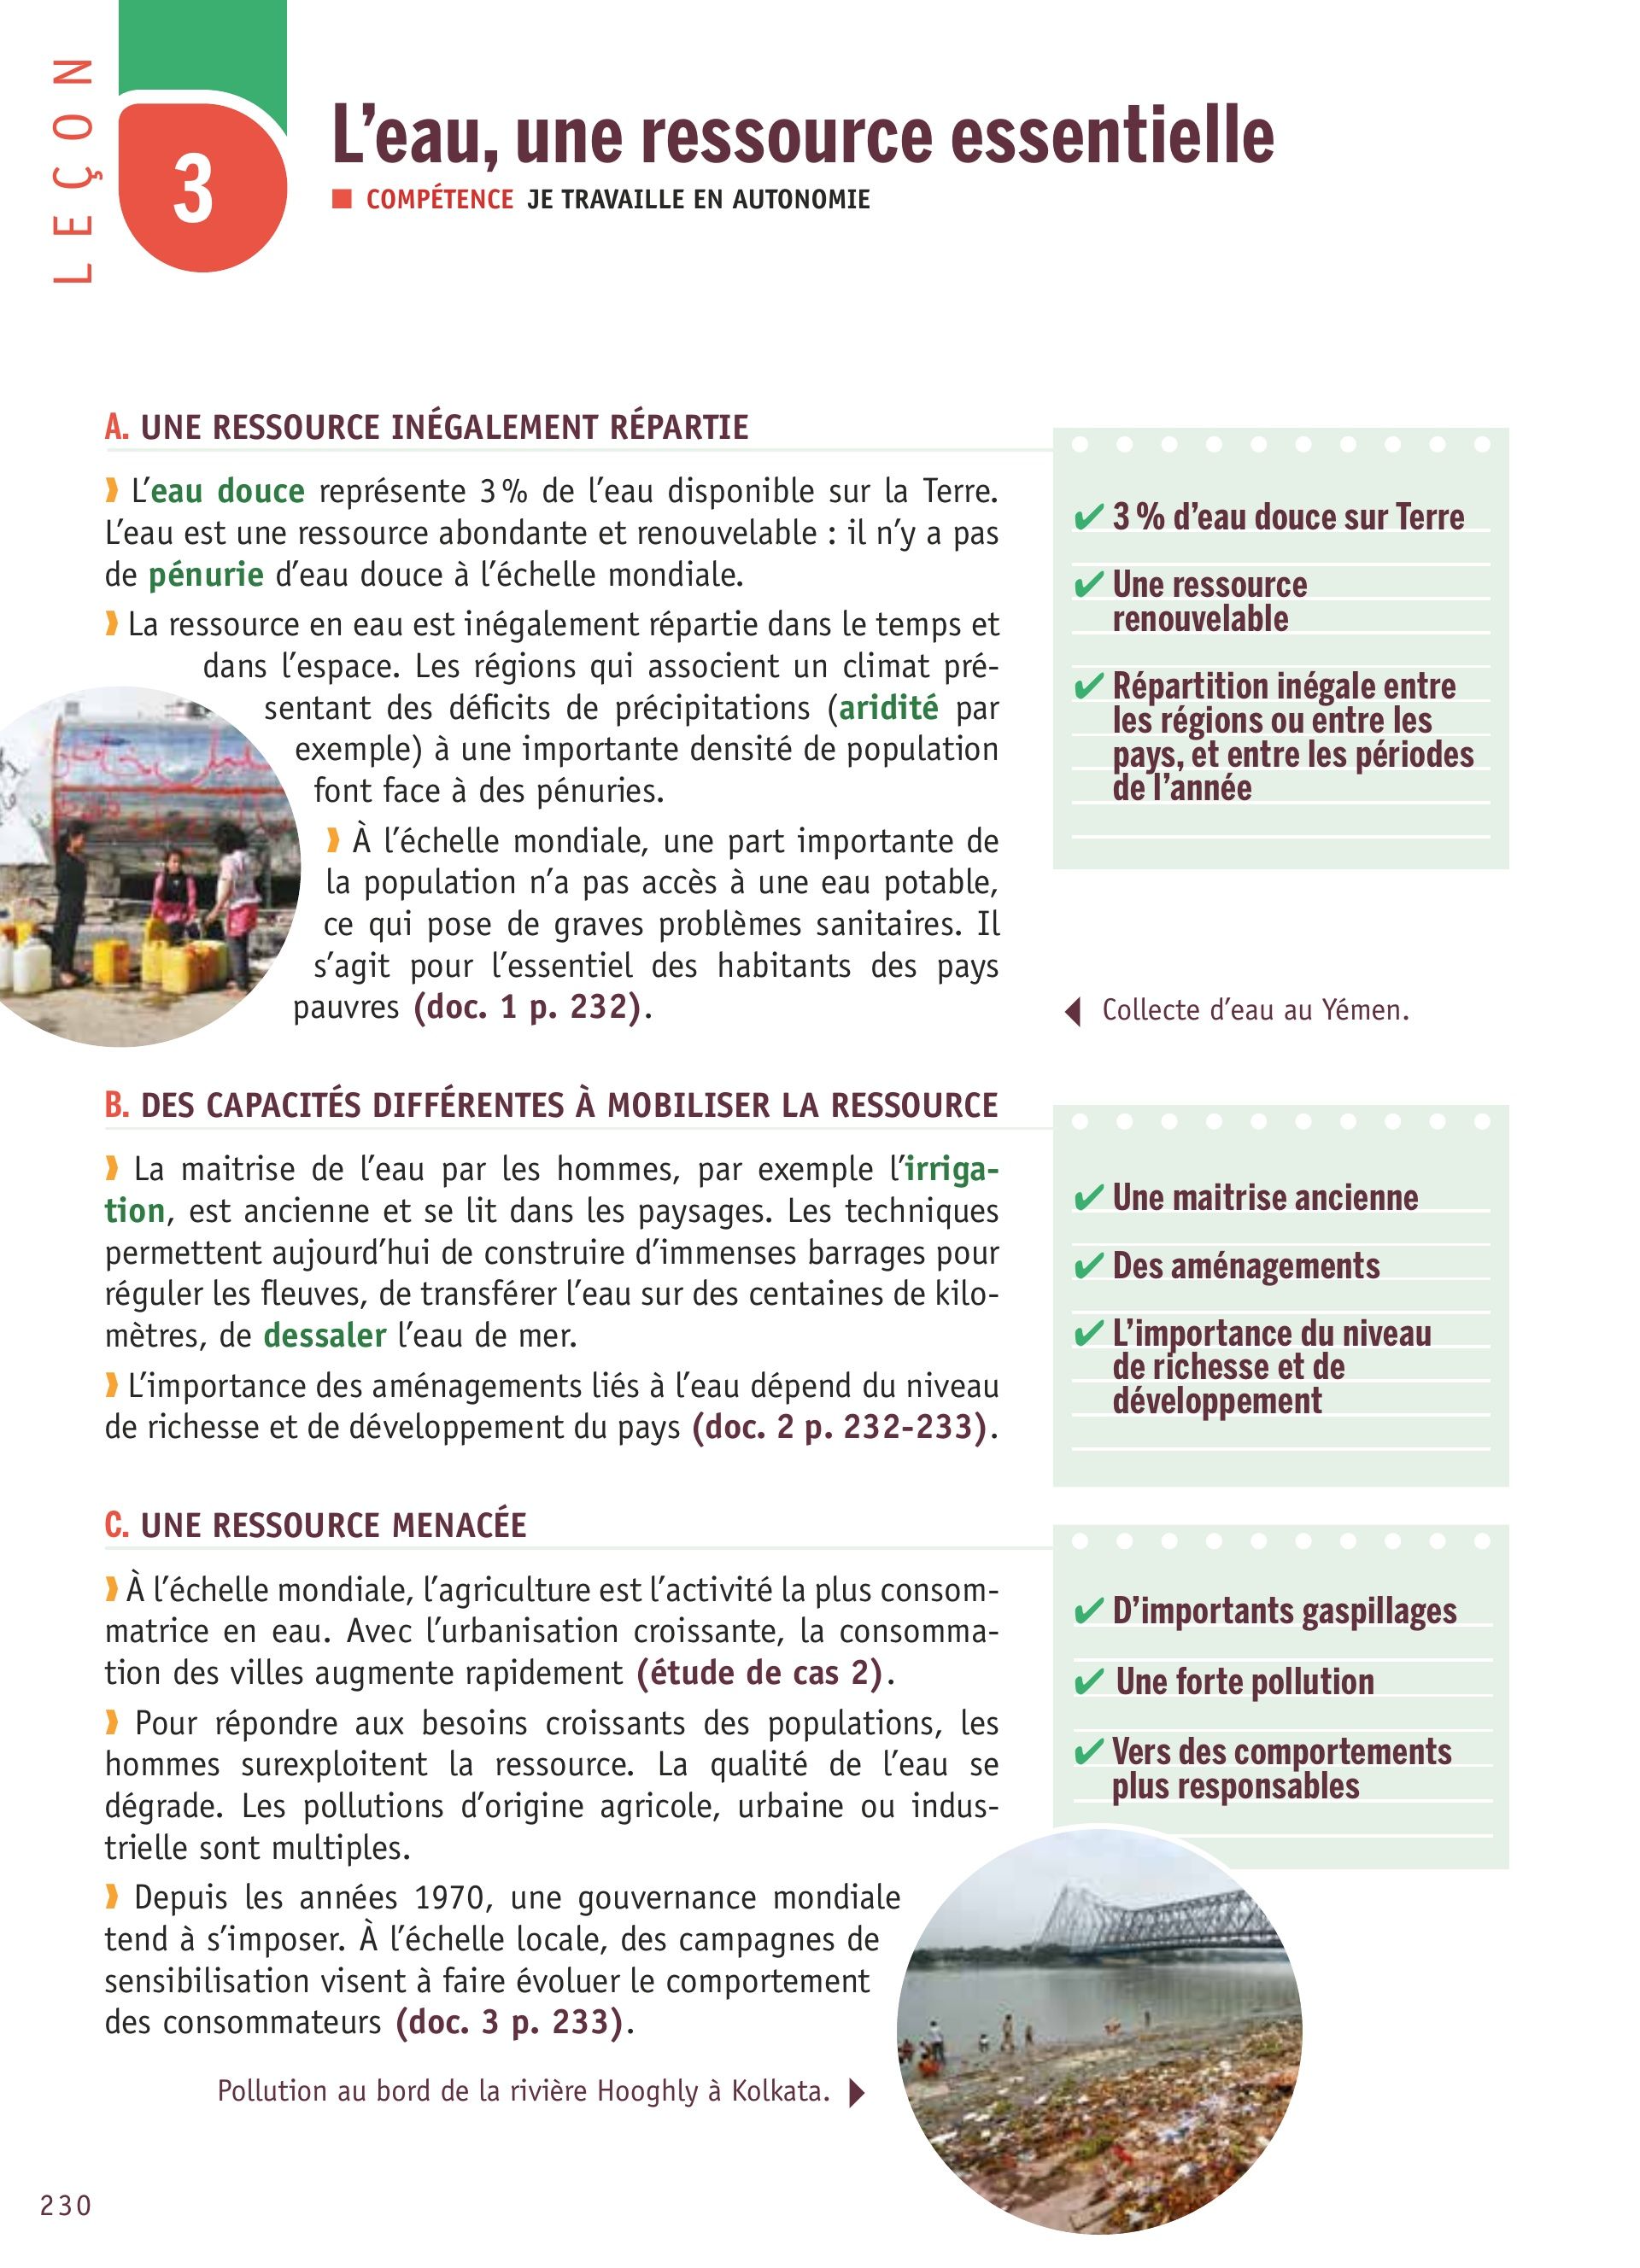 LEÇON
3
L'eau, une ressource essentielle
■ COMPÉTENCE JE TRAVAILLE EN AUTONOMIE
A. UNE RESSOURCE INÉGALEMENT RÉPARTIE
❱ L'eau douce représente 3 % de l'eau disponible sur la Terre.
L'eau est une ressource abondante et renouvelable : il n'y a pas
de pénurie d'eau douce à l'échelle mondiale.
❱ La ressource en eau est inégalement répartie dans le temps et
dans l'espace. Les régions qui associent un climat pré-
sentant des déficits de précipitations (aridité par
exemple) à une importante densité de population
font face à des pénuries.
❱ À l'échelle mondiale, une part importante de
la population n'a pas accès à une eau potable,
ce qui pose de graves problèmes sanitaires. Il
s'agit pour l'essentiel des habitants des pays
pauvres (doc. 1 p. 232).
✔ 3 % d'eau douce sur Terre
✔ Une ressource
renouvelable
✔ Répartition inégale entre
les régions ou entre les
pays, et entre les périodes
de l'année
◀ Collecte d'eau au Yémen.
B. DES CAPACITÉS DIFFÉRENTES À MOBILISER LA RESSOURCE
❱ La maitrise de l'eau par les hommes, par exemple l'irriga-
tion, est ancienne et se lit dans les paysages. Les techniques
permettent aujourd'hui de construire d'immenses barrages pour
réguler les fleuves, de transférer l'eau sur des centaines de kilo-
mètres, de dessaler l'eau de mer.
❱ L'importance des aménagements liés à l'eau dépend du niveau
de richesse et de développement du pays (doc. 2 p. 232-233).
✔ Une maitrise ancienne
✔ Des aménagements
✔ L'importance du niveau
de richesse et de
développement
C. UNE RESSOURCE MENACÉE
❱ À l'échelle mondiale, l'agriculture est l'activité la plus consom-
matrice en eau. Avec l'urbanisation croissante, la consomma-
tion des villes augmente rapidement (étude de cas 2).
❱ Pour répondre aux besoins croissants des populations, les
hommes surexploitent la ressource. La qualité de l'eau se
dégrade. Les pollutions d'origine agricole, urbaine ou indus-
trielle sont multiples.
❱ Depuis les années 1970, une gouvernance mondiale
tend à s'imposer. À l'échelle locale, des campagnes de
sensibilisation visent à faire évoluer le comportement
des consommateurs (doc. 3 p. 233).
✔ D'importants gaspillages
✔ Une forte pollution
✔ Vers des comportements
plus responsables
Pollution au bord de la rivière Hooghly à Kolkata. ▶
230